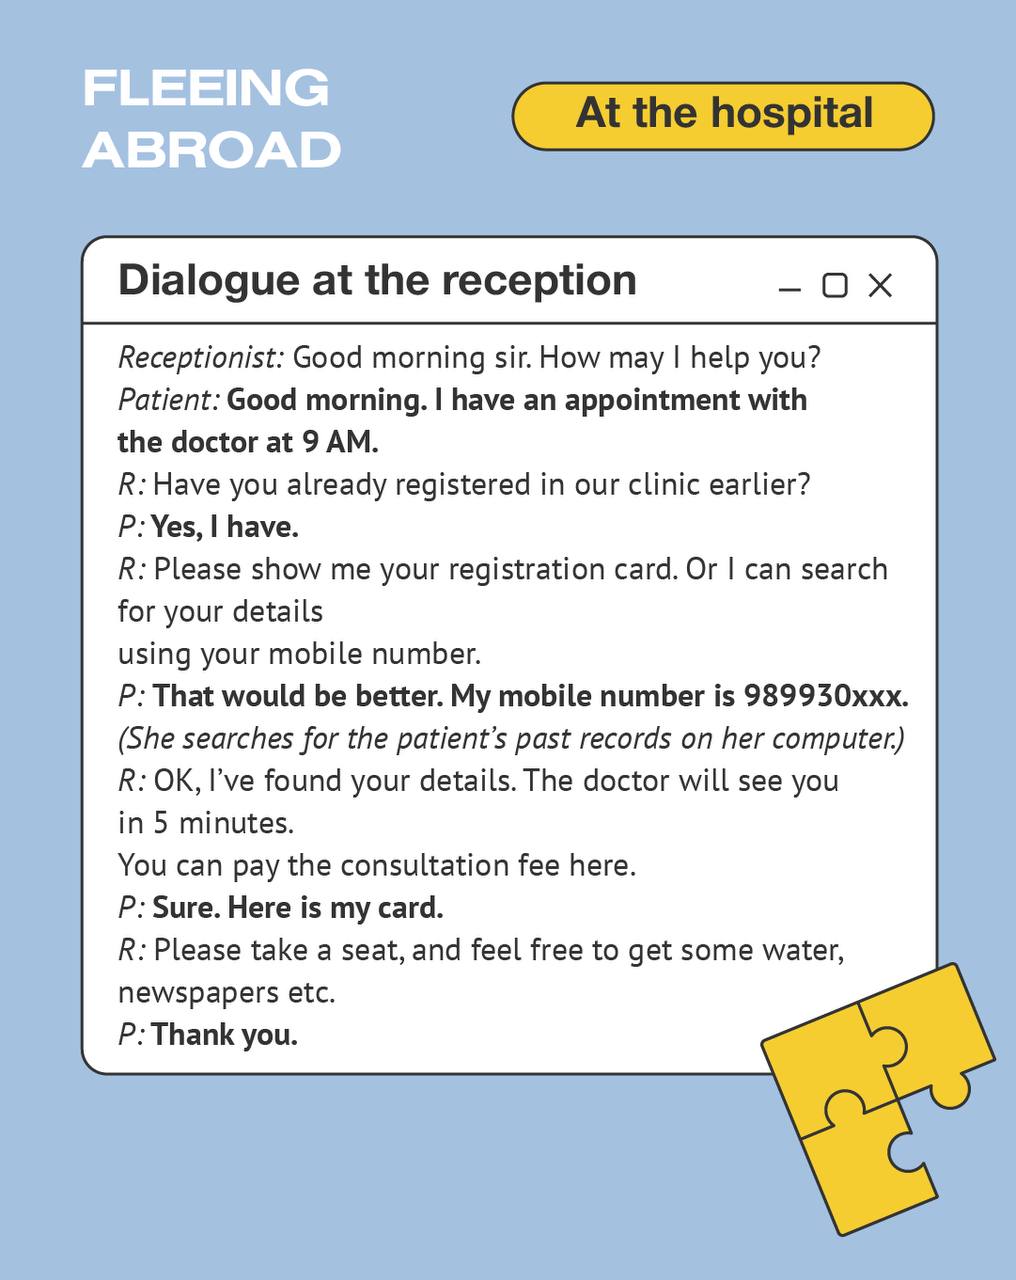 FLEEING
ABROAD
At the hospital
Dialogue at the reception
Receptionist: Good morning sir. How may I help you?
Patient: Good morning. I have an appointment with
the doctor at 9 AM.
R: Have you already registered in our clinic earlier?
P: Yes, I have.
R: Please show me your registration card. Or I can search
for your details
using your mobile number.
P: That would be better. My mobile number is 989930xxx.
(She searches for the patient’s past records on her computer.)
R: OK, I’ve found your details. The doctor will see you
in 5 minutes.
You can pay the consultation fee here.
P: Sure. Here is my card.
R: Please take a seat, and feel free to get some water,
newspapers etc.
P: Thank you.